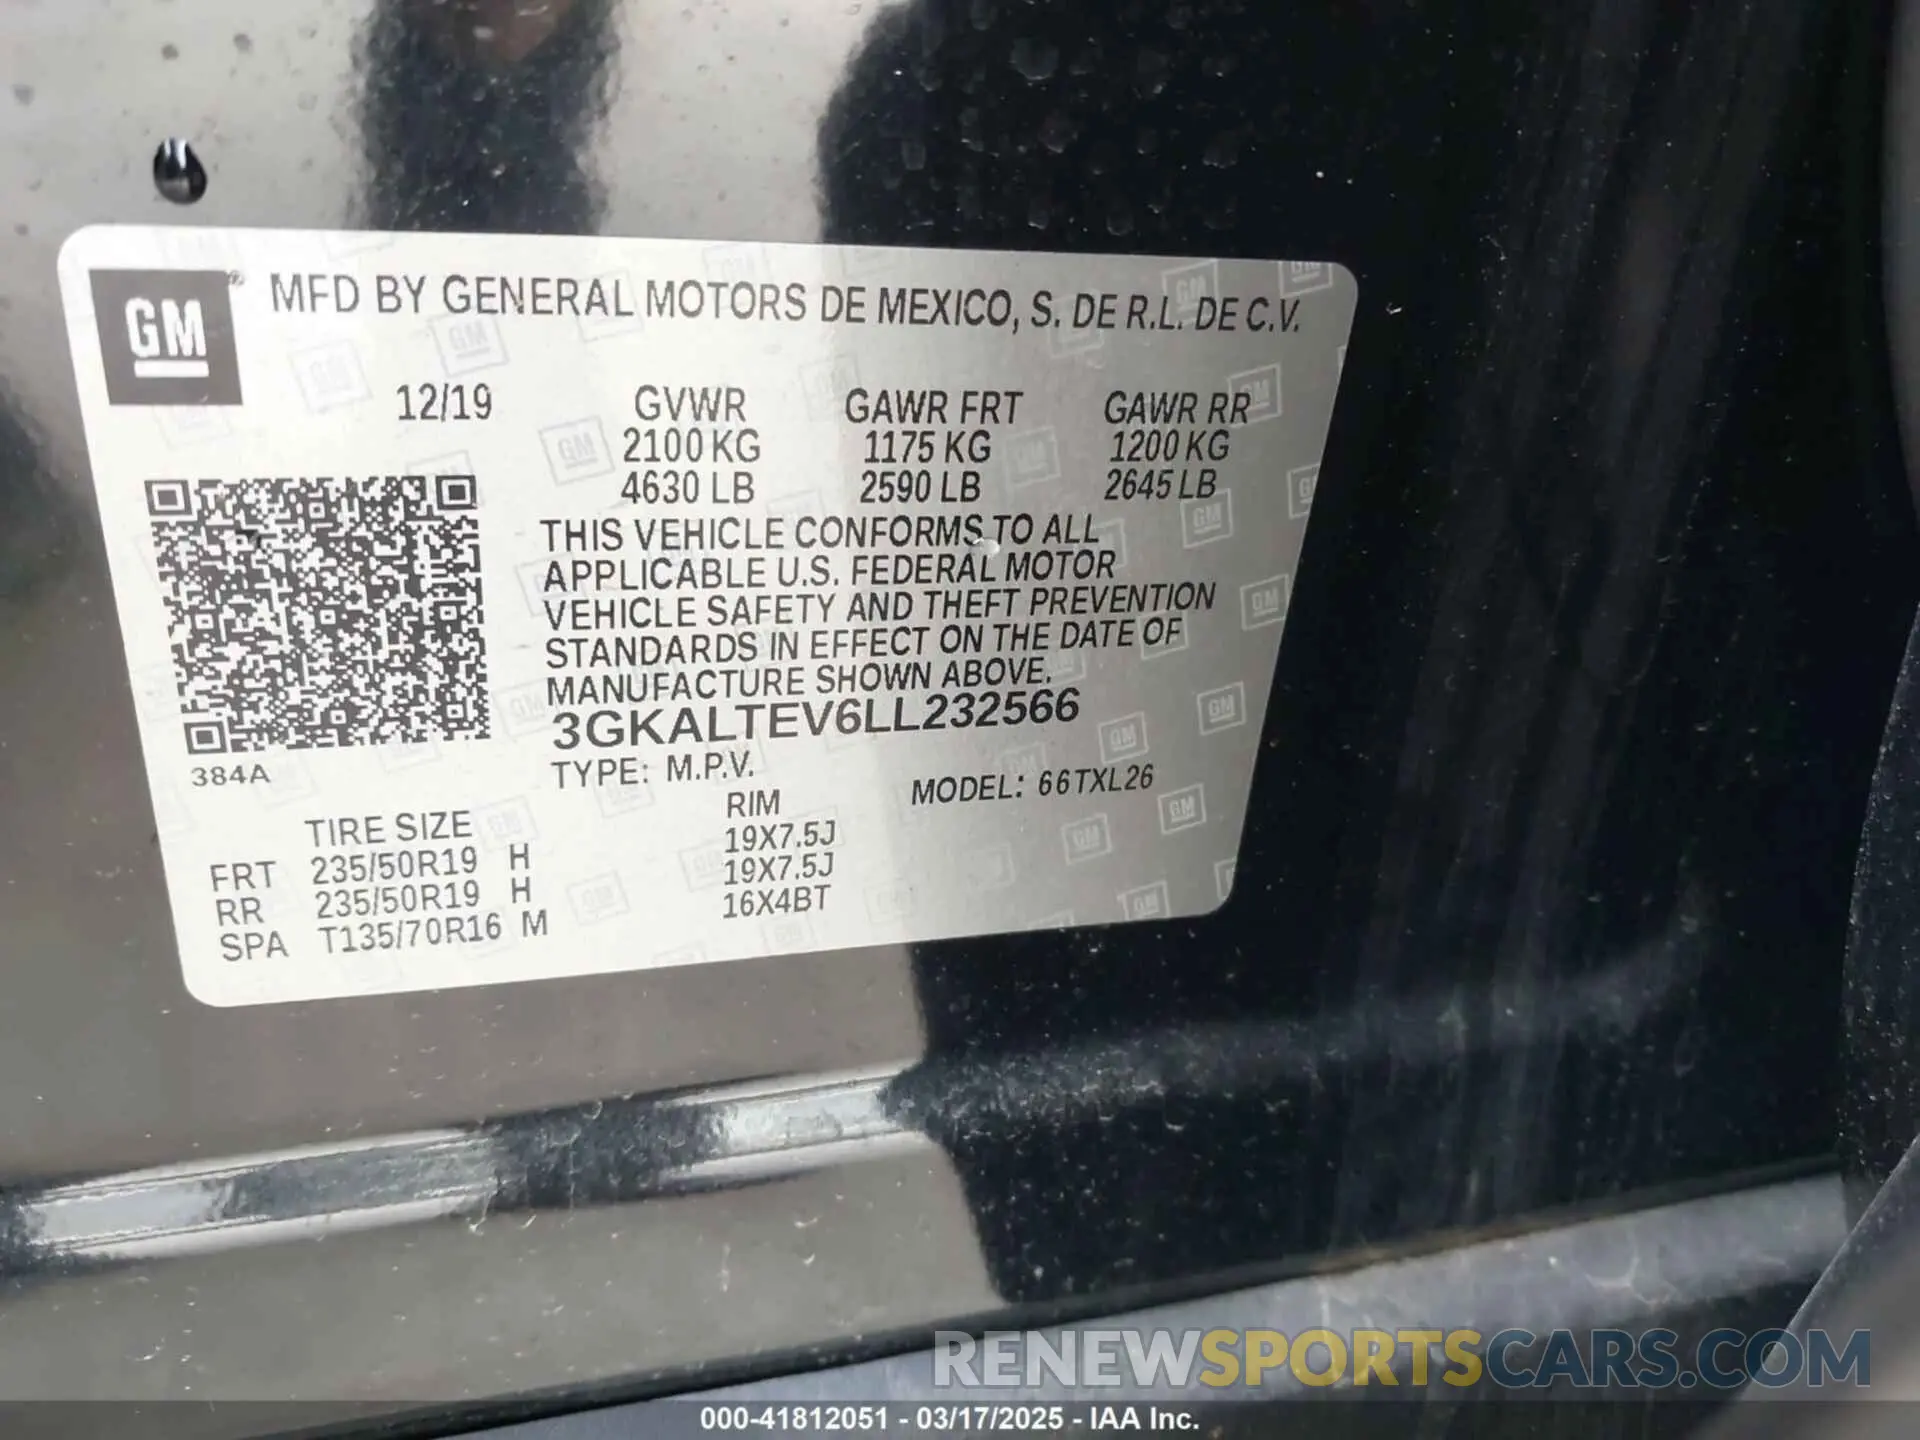 GM®
MFD BY GENERAL MOTORS DE MEXICO, S. DE R.L. DE C.V.
12/19 GVWR GAWR FRT GAWR RR
2100 KG 1175 KG 1200 KG
4630 LB 2590 LB 2645 LB
THIS VEHICLE CONFORMS TO ALL
APPLICABLE U.S. FEDERAL MOTOR
VEHICLE SAFETY AND THEFT PREVENTION
STANDARDS IN EFFECT ON THE DATE OF
MANUFACTURE SHOWN ABOVE.
3GKALTEV6LL232566
384A
TYPE: M.P.V. MODEL: 66TXL26
TIRE SIZE RIM
FRT 235/50R19 H 19X7.5J
RR 235/50R19 H 19X7.5J
SPA T135/70R16 M 16X4BT
RENEWSPORTSCARS.COM
000-41812051 - 03/17/2025 - IAA Inc.